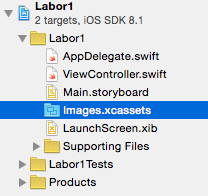 Labor1
2 targets, iOS SDK 8.1
Labor1
AppDelegate.swift
ViewController.swift
Main.storyboard
Images.xcassets
LaunchScreen.xib
Supporting Files
Labor1Tests
Products